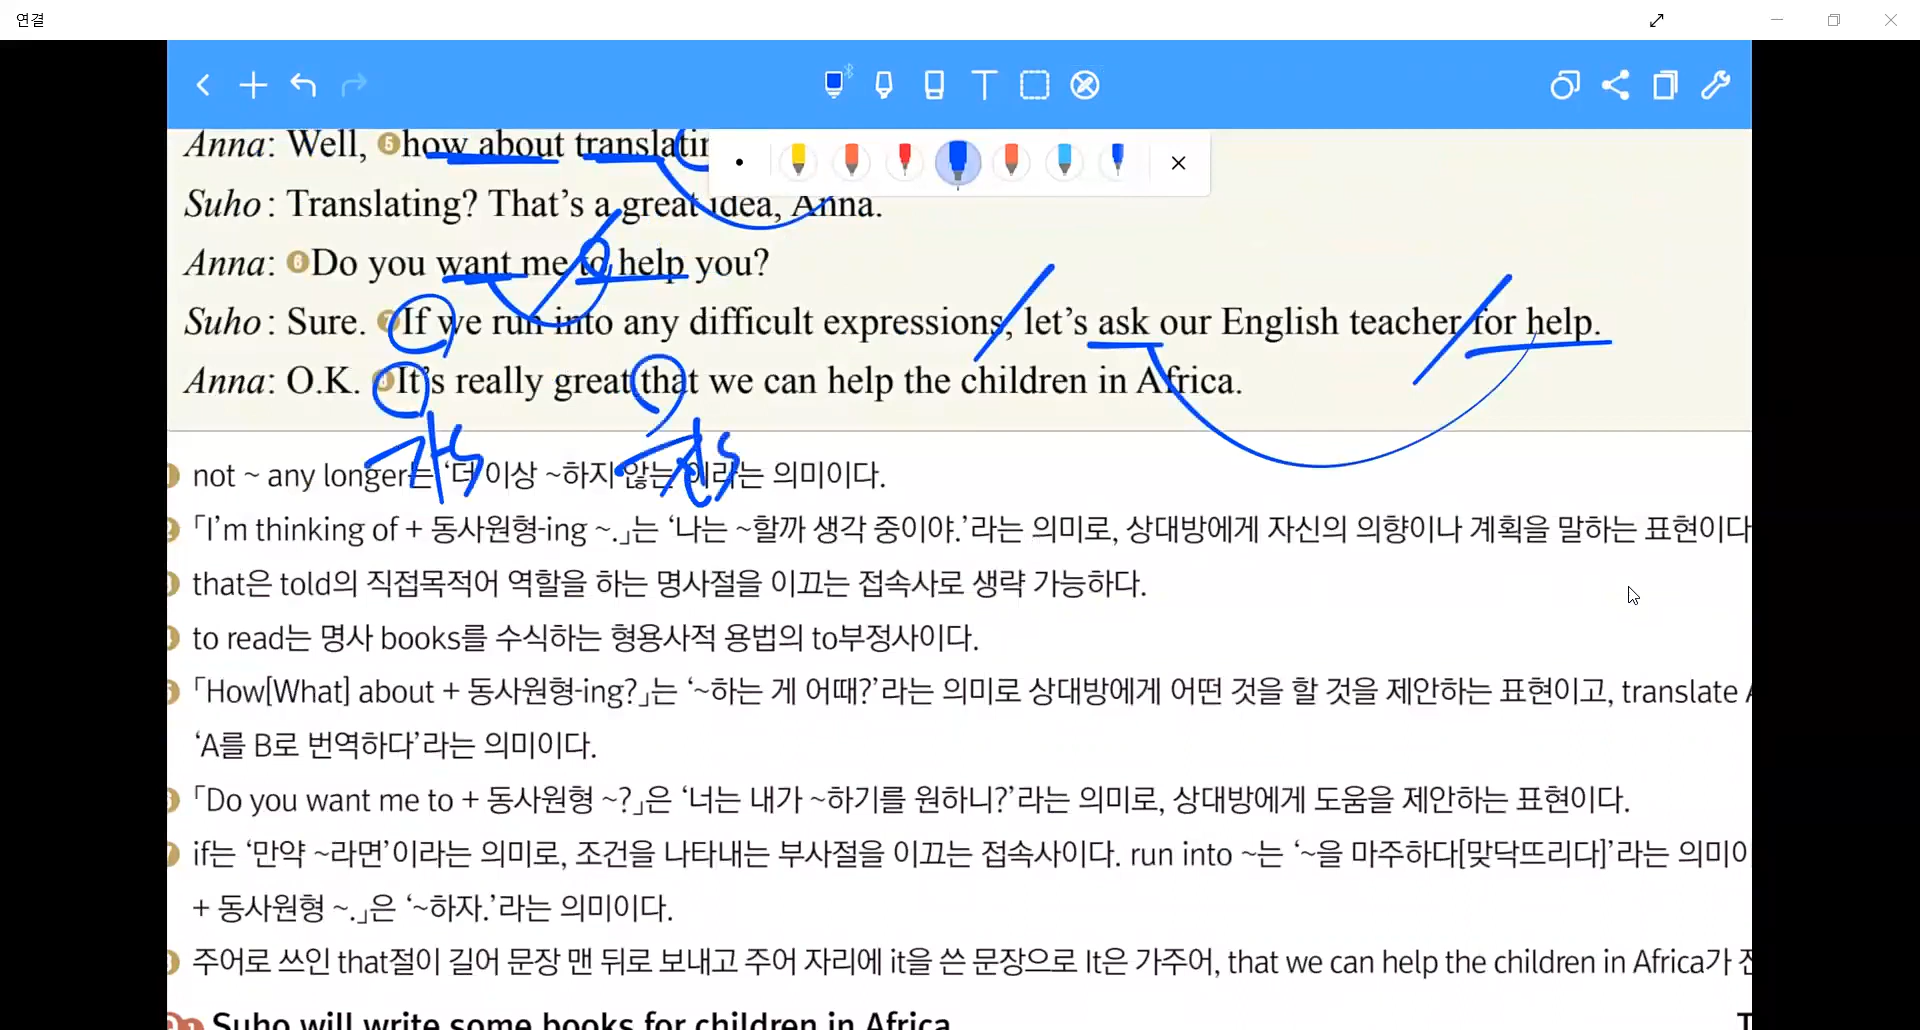 연결
Anna: Well, ⑤how about translatin
Suho: Translating? That’s a great idea, Anna.
Anna: ⑥Do you want me to help you?
Suho: Sure. ⑦If we run into any difficult expressions, let’s ask our English teacher for help.
Anna: O.K. ⑧It’s really great that we can help the children in Africa.
가S
진S
not ~ any longer는 ‘더 이상 ~하지 않는’이라는 의미이다.
「I’m thinking of + 동사원형-ing ~.」는 ‘나는 ~할까 생각 중이야.’라는 의미로, 상대방에게 자신의 의향이나 계획을 말하는 표현이다
that은 told의 직접목적어 역할을 하는 명사절을 이끄는 접속사로 생략 가능하다.
to read는 명사 books를 수식하는 형용사적 용법의 to부정사이다.
「How[What] about + 동사원형-ing?」는 ‘~하는 게 어때?’라는 의미로 상대방에게 어떤 것을 할 것을 제안하는 표현이고, translate A
‘A를 B로 번역하다’라는 의미이다.
「Do you want me to + 동사원형 ~?」은 ‘너는 내가 ~하기를 원하니?’라는 의미로, 상대방에게 도움을 제안하는 표현이다.
if는 ‘만약 ~라면’이라는 의미로, 조건을 나타내는 부사절을 이끄는 접속사이다. run into ~는 ‘~을 마주하다[맞닥뜨리다]’라는 의미이
+ 동사원형 ~.」은 ‘~하자.’라는 의미이다.
주어로 쓰인 that절이 길어 문장 맨 뒤로 보내고 주어 자리에 it을 쓴 문장으로 It은 가주어, that we can help the children in Africa가 진
Suho will write some books for children in Africa
T